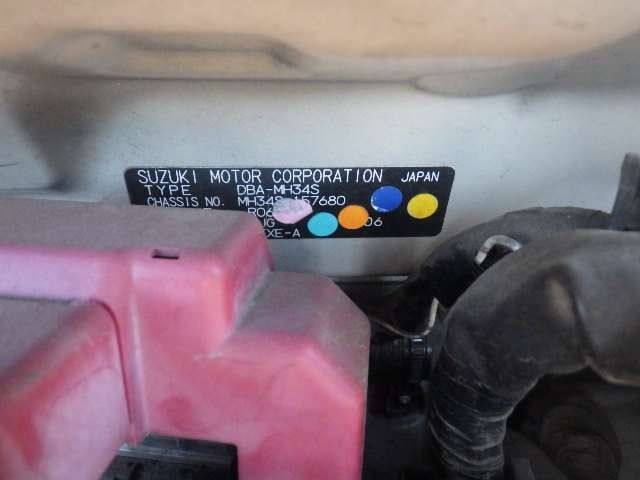 SUZUKI MOTOR CORPORATION JAPAN
TYPE DBA-MH34S
CHASSIS NO. MH34S-157680
R06
06
XE-A